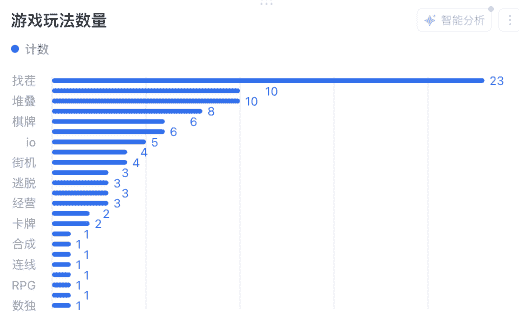 游戏玩法数量
智能分析
计数
找茬 23
10
堆叠 10
8
棋牌 6
6
io 5
4
街机 4
3
逃脱 3
3
经营 3
2
卡牌 2
1
合成 1
1
连线 1
1
RPG 1
1
数独 1